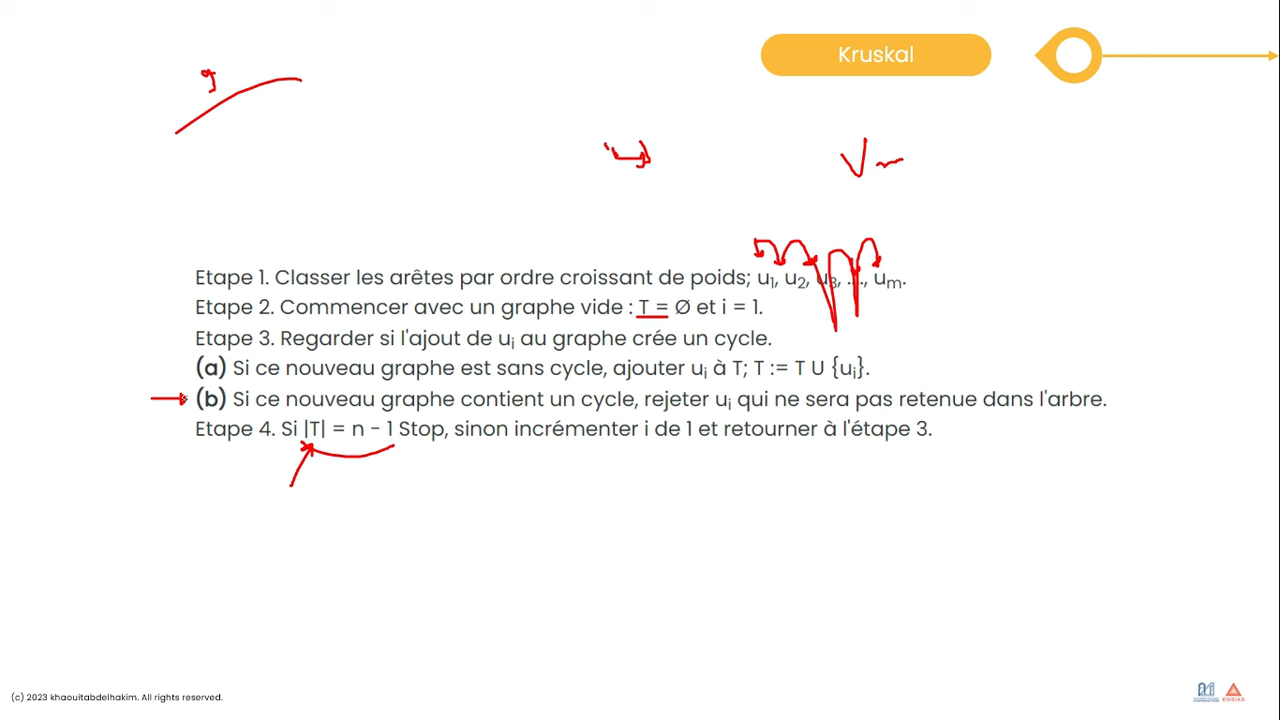 Kruskal
Etape 1. Classer les arêtes par ordre croissant de poids; u₁, u₂, u₃, ...., uₘ.
Etape 2. Commencer avec un graphe vide : T = Ø et i = 1.
Etape 3. Regarder si l'ajout de uᵢ au graphe crée un cycle.
(a) Si ce nouveau graphe est sans cycle, ajouter uᵢ à T; T := T U {uᵢ}.
(b) Si ce nouveau graphe contient un cycle, rejeter uᵢ qui ne sera pas retenue dans l'arbre.
Etape 4. Si |T| = n - 1 Stop, sinon incrémenter i de 1 et retourner à l'étape 3.
(c) 2023 khaouitabdelhakim. All rights reserved.
ENSIAS